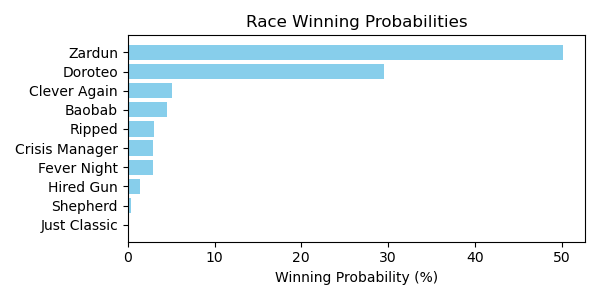 Race Winning Probabilities
Zardun
Doroteo
Clever Again
Baobab
Ripped
Crisis Manager
Fever Night
Hired Gun
Shepherd
Just Classic
0 10 20 30 40 50
Winning Probability (%)